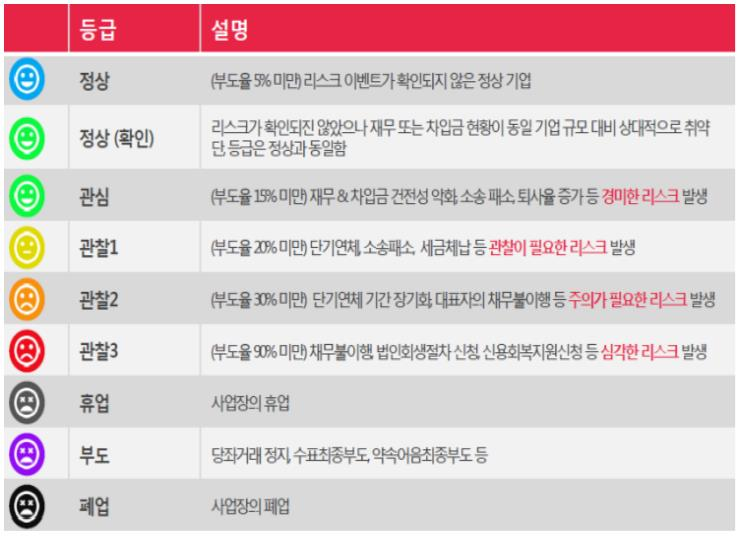 등급 설명
정상 (부도율 5% 미만) 리스크 이벤트가 확인되지 않은 정상 기업
정상 (확인) 리스크가 확인되진 않았으나 재무 또는 차입금 현황이 동일 기업 규모 대비 상대적으로 취약
단, 등급은 정상과 동일함
관심 (부도율 15% 미만) 재무 & 차입금 건전성 악화, 소송 패소, 퇴사율 증가 등 경미한 리스크 발생
관찰1 (부도율 20% 미만) 단기연체, 소송패소, 세금체납 등 관찰이 필요한 리스크 발생
관찰2 (부도율 30% 미만) 단기연체 기간 장기화, 대표자의 채무불이행 등 주의가 필요한 리스크 발생
관찰3 (부도율 90% 미만) 채무불이행, 법인회생절차 신청, 신용회복지원신청 등 심각한 리스크 발생
휴업 사업장의 휴업
부도 당좌거래 정지, 수표최종부도, 약속어음최종부도 등
폐업 사업장의 폐업